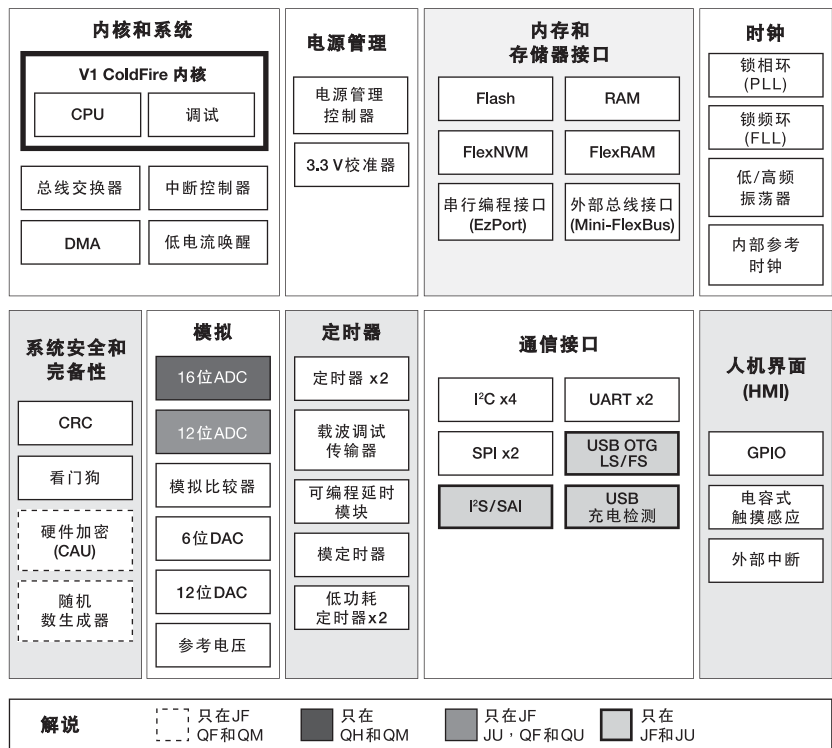 内核和系统
V1 ColdFire 内核
CPU
调试
总线交换器
中断控制器
DMA
低电流唤醒
电源管理
电源管理
控制器
3.3 V校准器
内存和
存储器接口
Flash
RAM
FlexNVM
FlexRAM
串行编程接口
(EzPort)
外部总线接口
(Mini-FlexBus)
时钟
锁相环
(PLL)
锁频环
(FLL)
低/高频
振荡器
内部参考
时钟
系统安全和
完备性
CRC
看门狗
硬件加密
(CAU)
随机
数生成器
模拟
16位ADC
12位ADC
模拟比较器
6位DAC
12位DAC
参考电压
定时器
定时器 x2
载波调试
传输器
可编程延时
模块
模定时器
低功耗
定时器x2
通信接口
I²C x4
UART x2
SPI x2
USB OTG
LS/FS
I²S/SAI
USB
充电检测
人机界面
(HMI)
GPIO
电容式
触摸感应
外部中断
解说
只在JF
QF和QM
只在
QH和QM
只在JF
JU，QF和QU
只在
JF和JU